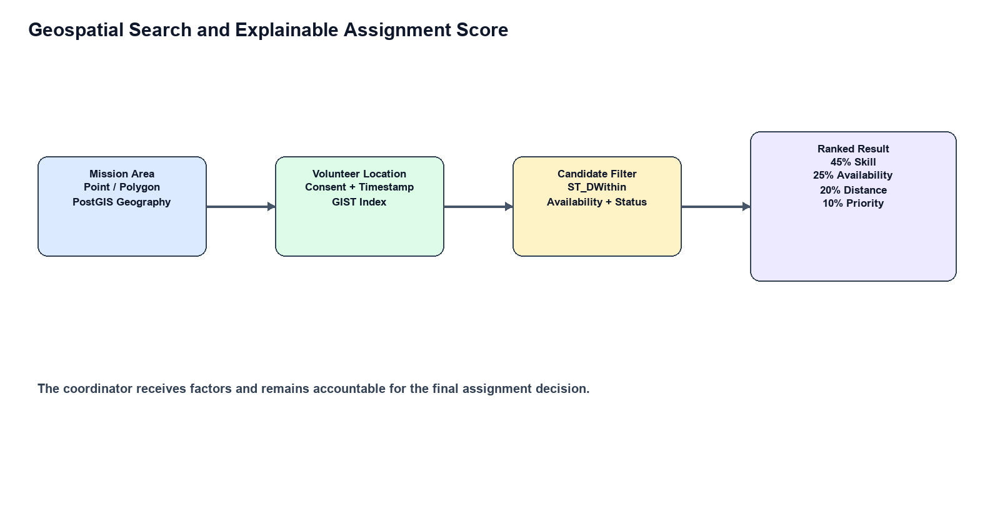 Geospatial Search and Explainable Assignment Score
Mission Area
Point / Polygon
PostGIS Geography
Volunteer Location
Consent + Timestamp
GIST Index
Candidate Filter
ST_DWithin
Availability + Status
Ranked Result
45% Skill
25% Availability
20% Distance
10% Priority
The coordinator receives factors and remains accountable for the final assignment decision.